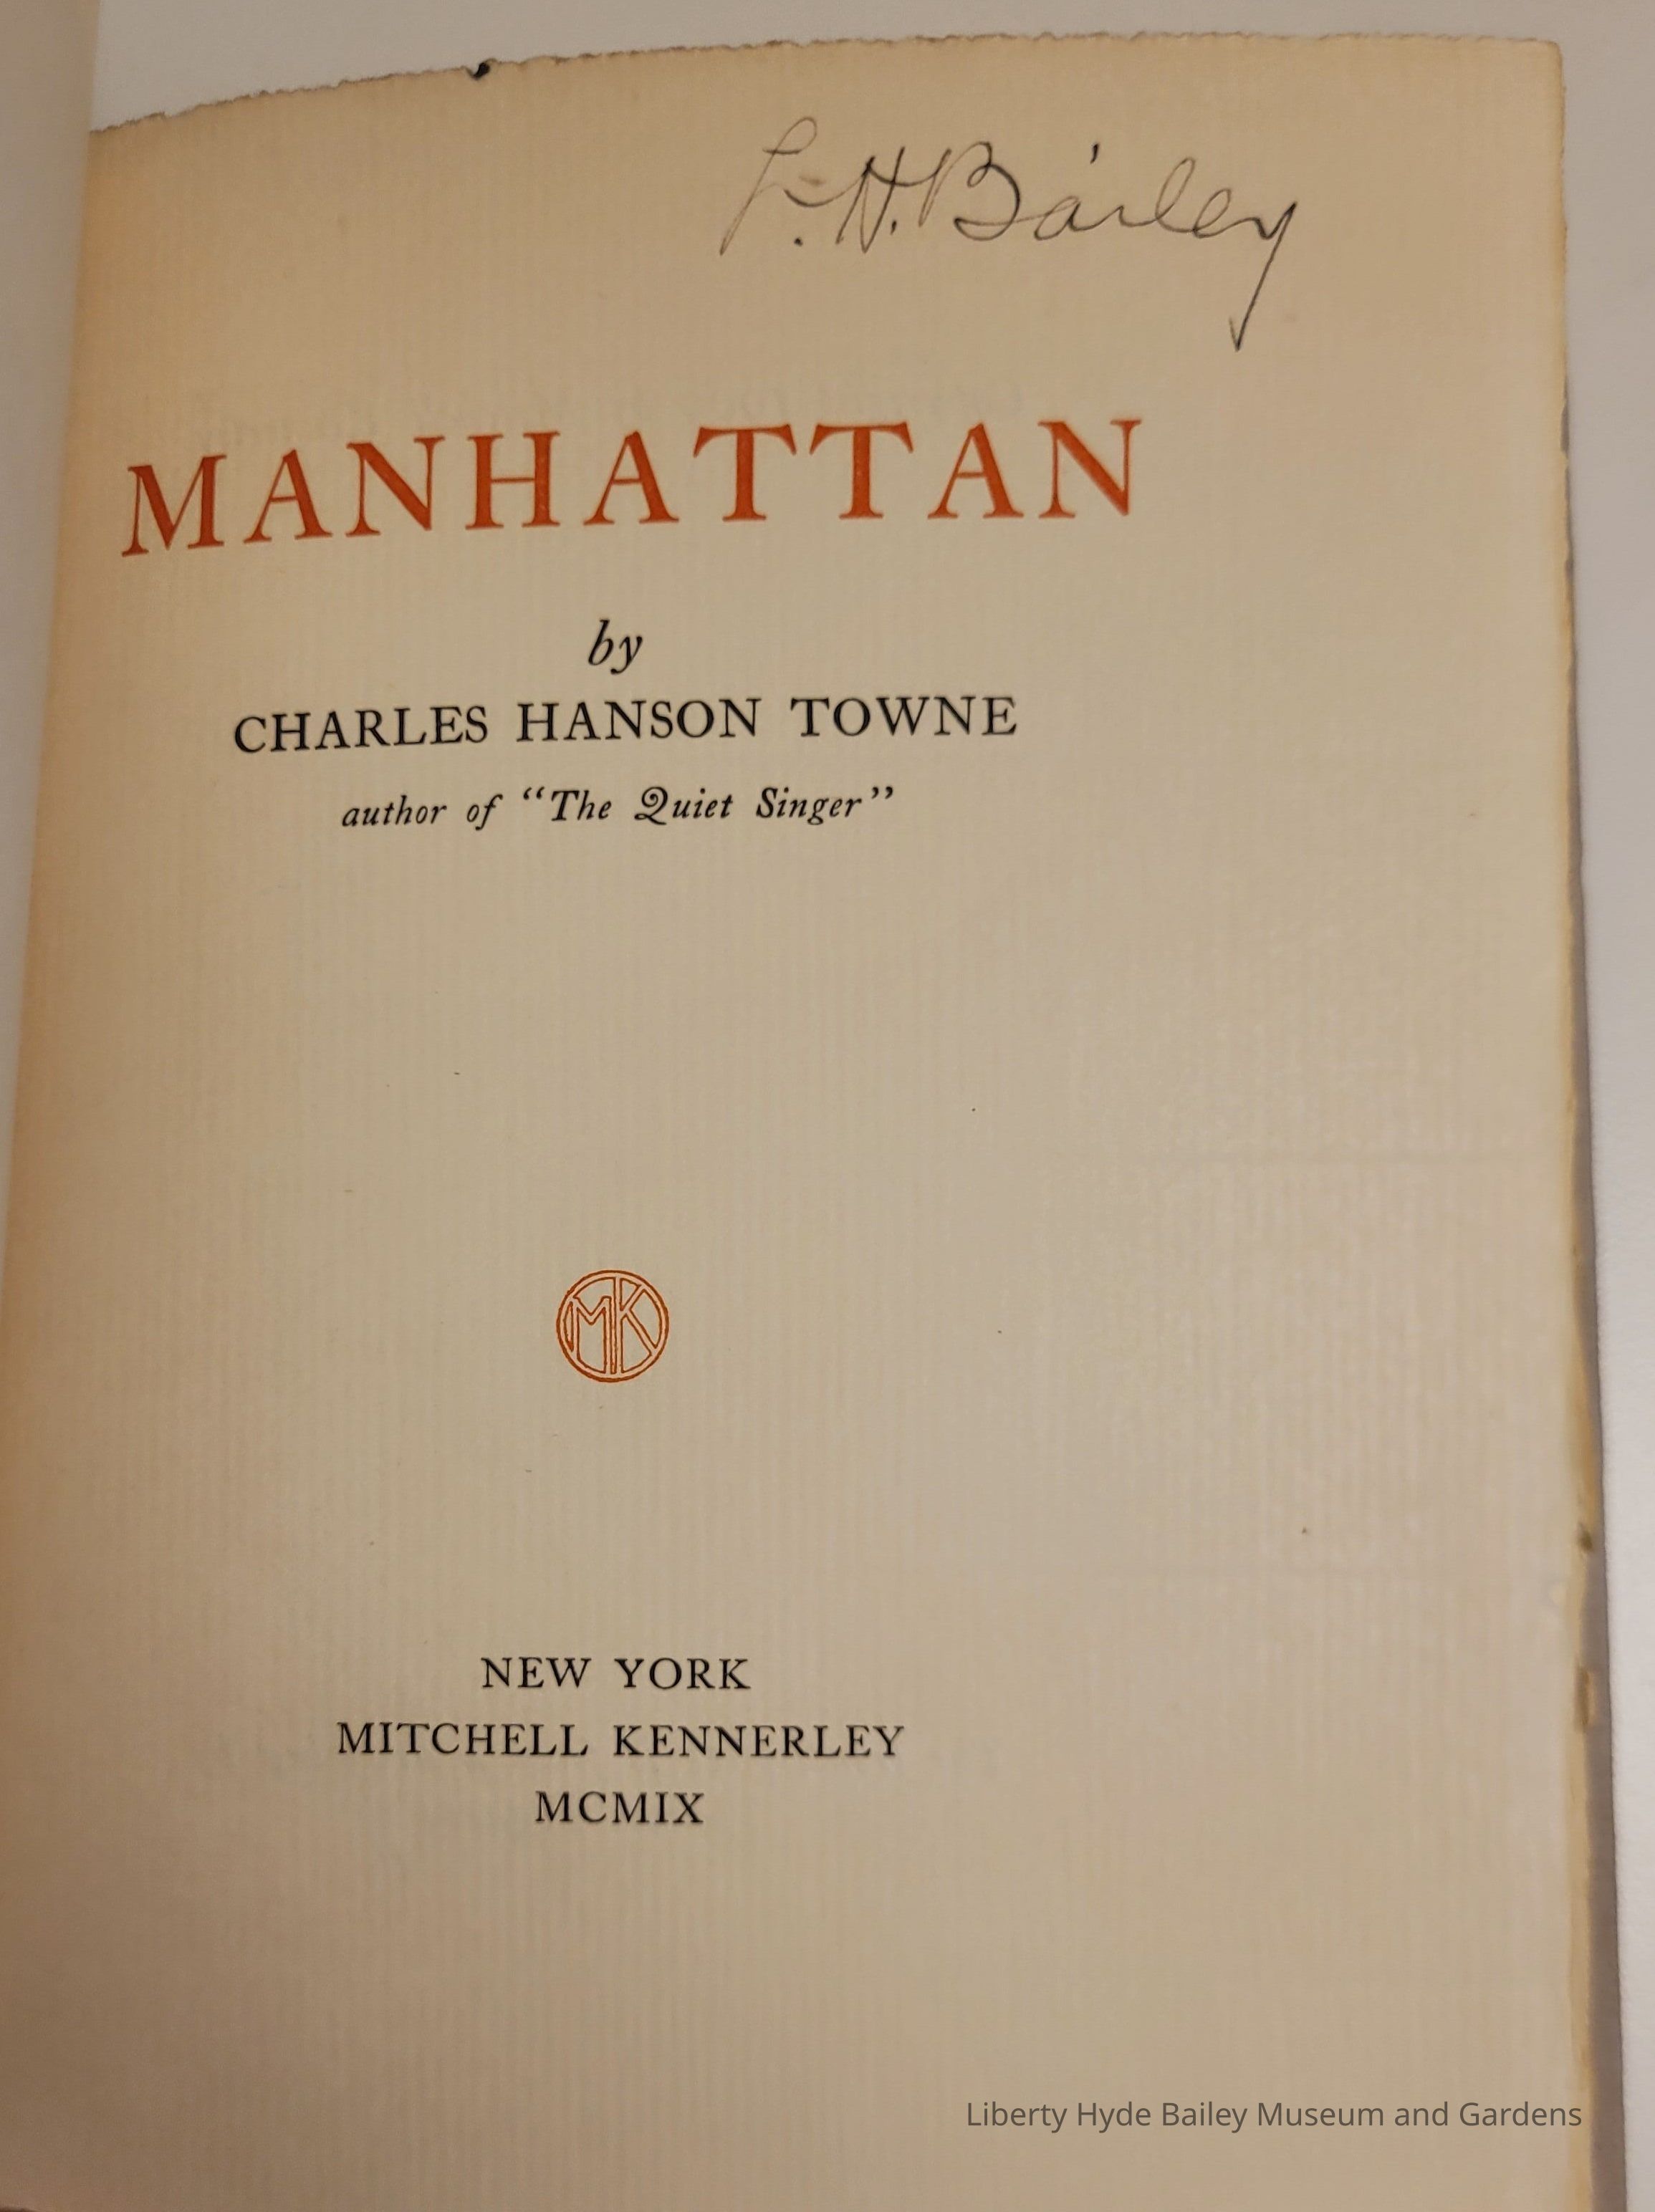 L. H. Bailey
MANHATTAN
by
CHARLES HANSON TOWNE
author of “The Quiet Singer”
MK
NEW YORK
MITCHELL KENNERLEY
MCMIX
Liberty Hyde Bailey Museum and Gardens